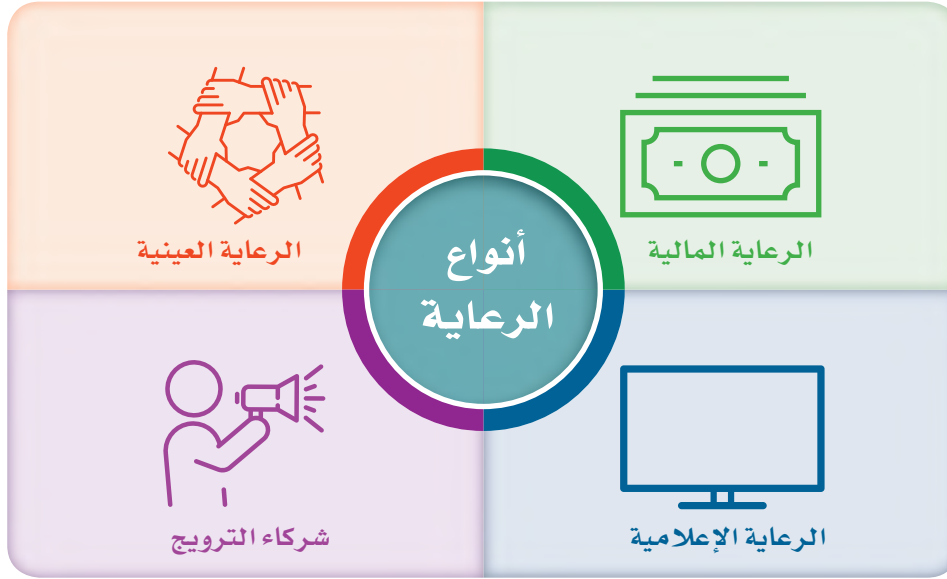 أنواع
الرعاية
الرعاية المالية
الرعاية العينية
الرعاية الإعلامية
شركاء الترويج